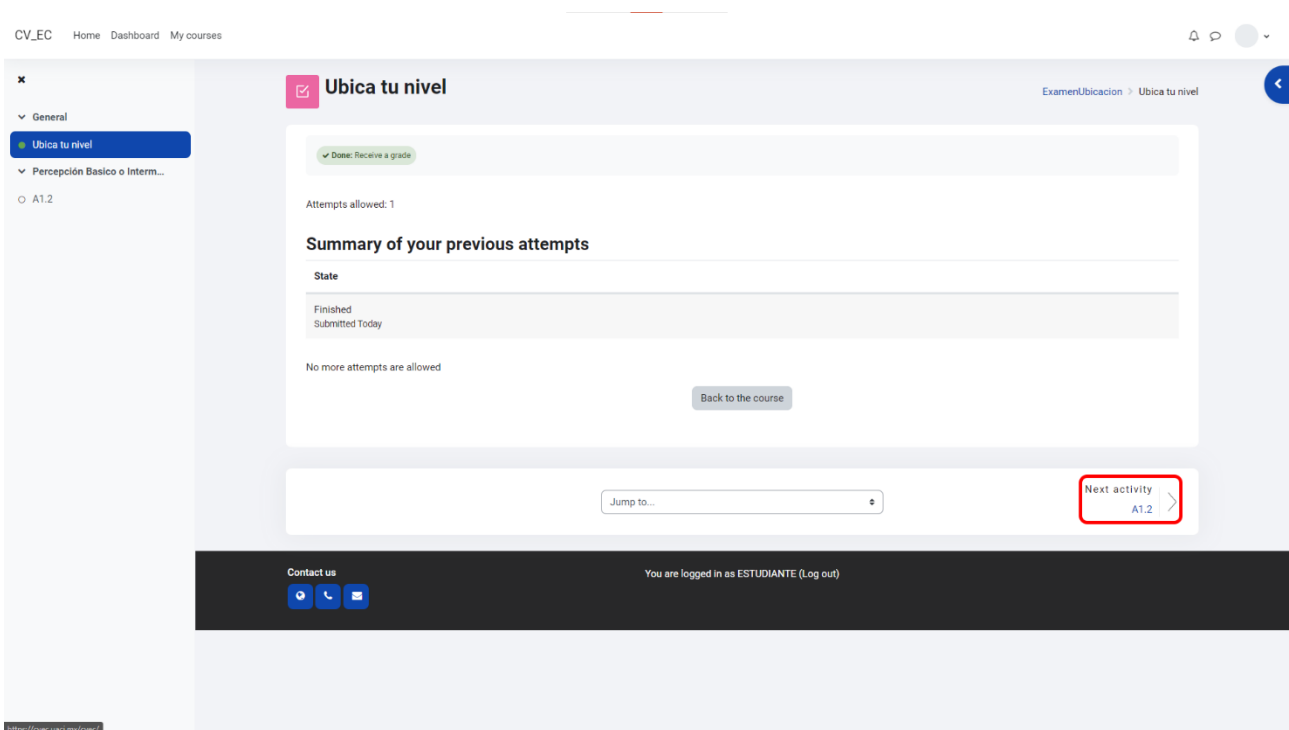 CV_EC Home Dashboard My courses
General
Ubica tu nivel
Percepción Basico o Interm...
A1.2
Ubica tu nivel
ExamenUbicacion > Ubica tu nivel
Done: Receive a grade
Attempts allowed: 1
Summary of your previous attempts
State
Finished
Submitted Today
No more attempts are allowed
Back to the course
Jump to...
Next activity
A1.2
Contact us
You are logged in as ESTUDIANTE (Log out)